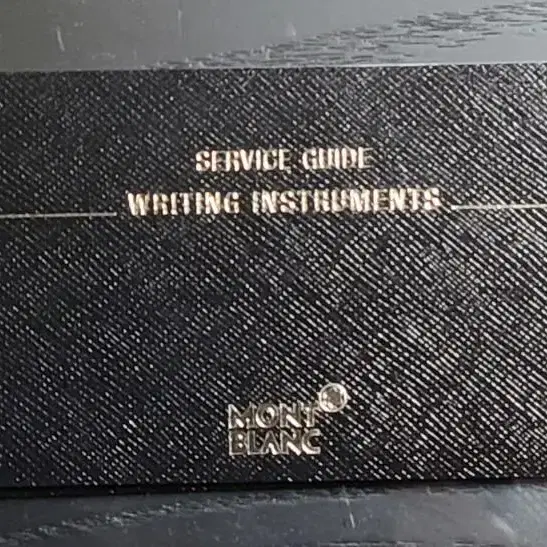 SERVICE GUIDE
WRITING INSTRUMENTS
MONT
BLANC